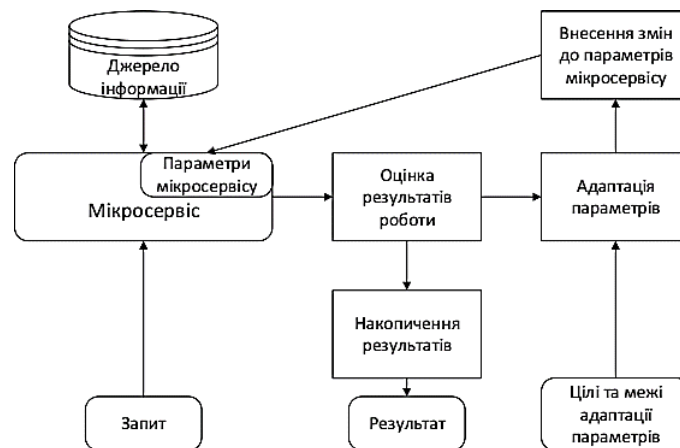 Джерело
інформації
Внесення змін
до параметрів
мікросервісу
Параметри
мікросервісу
Мікросервіс
Оцінка
результатів
роботи
Адаптація
параметрів
Накопичення
результатів
Запит
Результат
Цілі та межі
адаптації
параметрів